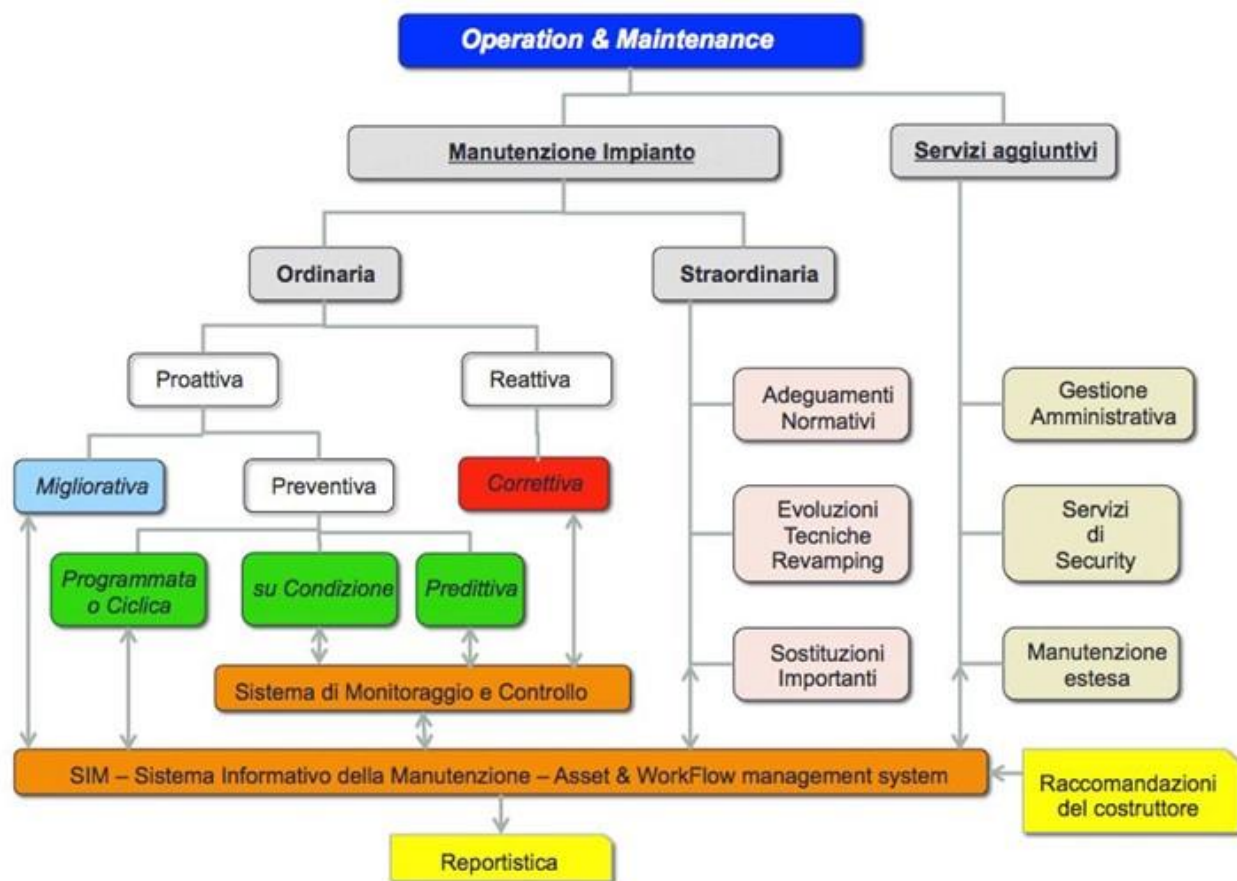 Operation & Maintenance
Manutenzione Impianto
Servizi aggiuntivi
Ordinaria
Straordinaria
Proattiva
Reattiva
Adeguamenti
Normativi
Gestione
Amministrativa
Migliorativa
Preventiva
Correttiva
Evoluzioni
Tecniche
Revamping
Servizi
di
Security
Programmata
o Ciclica
su Condizione
Predittiva
Sostituzioni
Importanti
Manutenzione
estesa
Sistema di Monitoraggio e Controllo
SIM – Sistema Informativo della Manutenzione – Asset & WorkFlow management system
Raccomandazioni
del costruttore
Reportistica